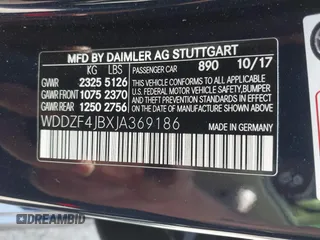 MFD BY DAIMLER AG STUTTGART
KG LBS PASSENGER CAR 890 10/17
GVWR 2325 5126 THIS VEHICLE CONFORMS TO ALL
GAWR FRONT 1075 2370 APPLICABLE U.S. FEDERAL MOTOR
GAWR REAR 1250 2756 VEHICLE SAFETY, BUMPER, AND
THEFT PREVENTION STANDARDS IN
EFFECT ON THE DATE OF
MANUFACTURE SHOWN ABOVE.
WDDZF4JBXJA369186
MADE IN GERMANY
DREAMBID